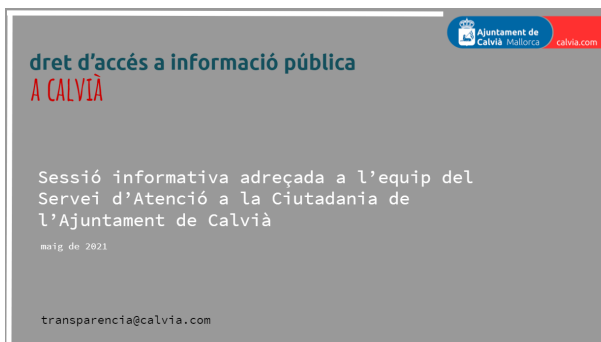 Ajuntament de
Calvià Mallorca
calvia.com
dret d'accés a informació pública
A CALVIÀ
Sessió informativa adreçada a l'equip del
Servei d'Atenció a la Ciutadania de
l'Ajuntament de Calvià
maig de 2021
transparencia@calvia.com